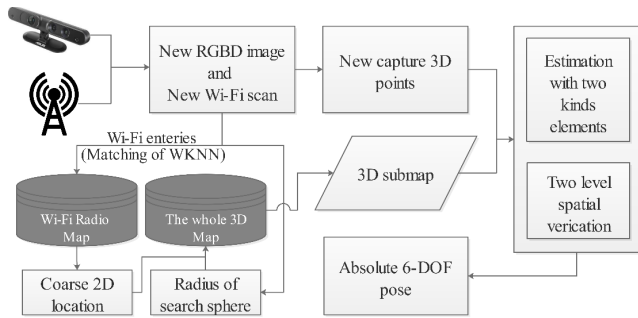 New RGBD image
and
New Wi-Fi scan
New capture 3D
points
Estimation
with two
kinds
elements
Wi-Fi enteries
(Matching of WKNN)
Wi-Fi Radio
Map
The whole 3D
Map
3D submap
Two level
spatial
verication
Coarse 2D
location
Radius of
search sphere
Absolute 6-DOF
pose